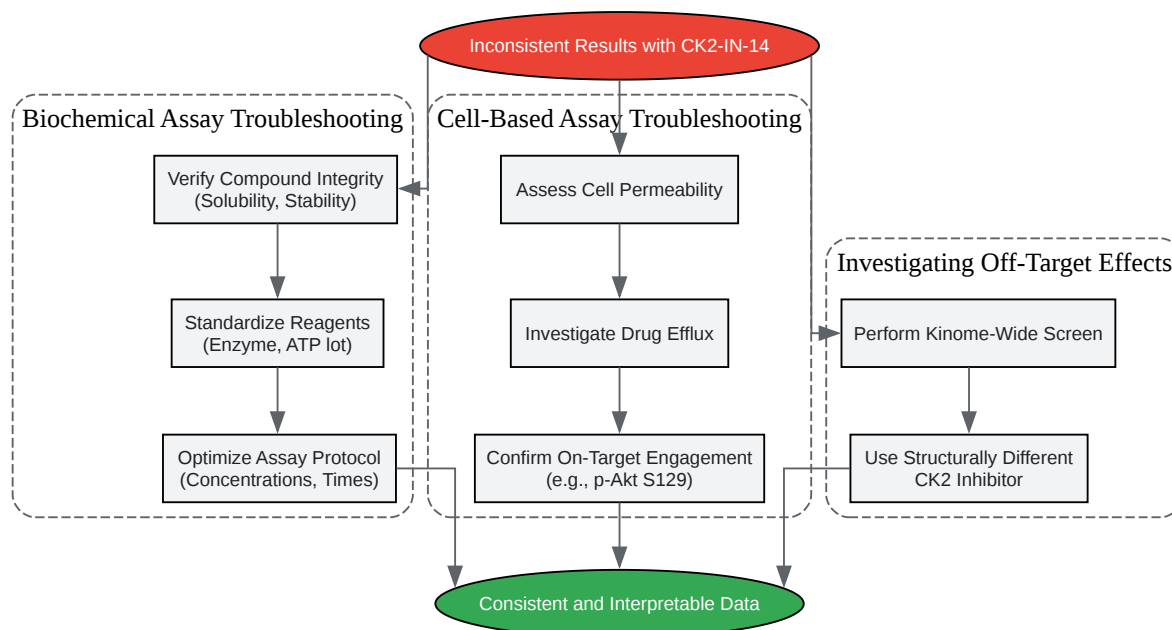 Inconsistent Results with CK2-IN-14
Biochemical Assay Troubleshooting
Verify Compound Integrity
(Solubility, Stability)
Standardize Reagents
(Enzyme, ATP lot)
Optimize Assay Protocol
(Concentrations, Times)
Cell-Based Assay Troubleshooting
Assess Cell Permeability
Investigate Drug Efflux
Confirm On-Target Engagement
(e.g., p-Akt S129)
Investigating Off-Target Effects
Perform Kinome-Wide Screen
Use Structurally Different
CK2 Inhibitor
Consistent and Interpretable Data